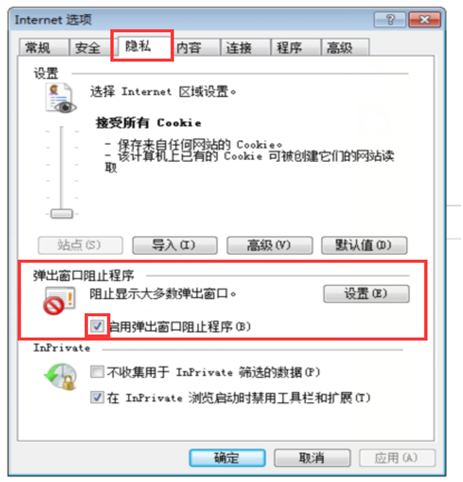 Internet 选项
常规 安全 隐私 内容 连接 程序 高级
设置
选择 Internet 区域设置。
接受所有 Cookie
- 保存来自任何网站的 Cookie。
- 该计算机上已有的 Cookie 可被创建它们的网站读
取
站点(S) 导入(I) 高级(V) 默认值(D)
弹出窗口阻止程序
阻止显示大多数弹出窗口。 设置(E)
启用弹出窗口阻止程序(B)
InPrivate
不收集用于 InPrivate 筛选的数据(P)
在 InPrivate 浏览启动时禁用工具栏和扩展(T)
确定 取消 应用(A)